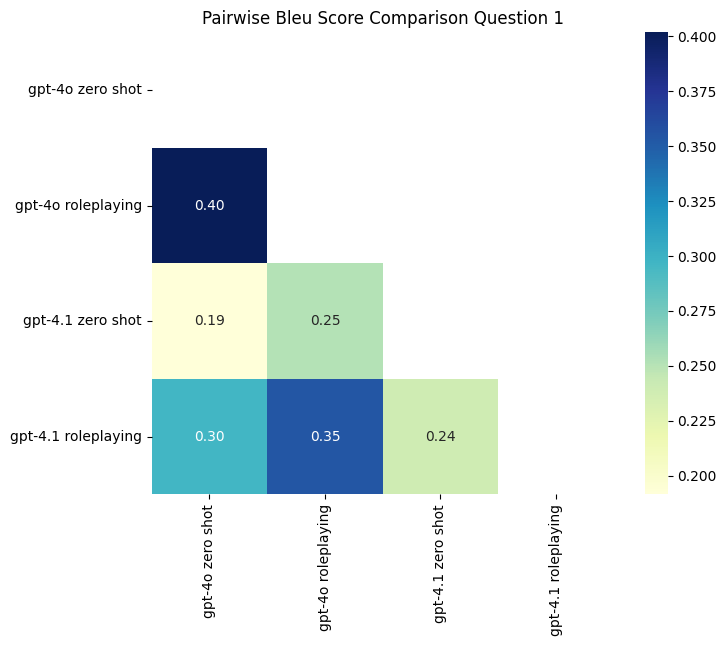 Pairwise Bleu Score Comparison Question 1
gpt-4o zero shot
gpt-4o roleplaying
gpt-4.1 zero shot
gpt-4.1 roleplaying
0.40
0.19 0.25
0.30 0.35 0.24
gpt-4o zero shot
gpt-4o roleplaying
gpt-4.1 zero shot
gpt-4.1 roleplaying
0.400
0.375
0.350
0.325
0.300
0.275
0.250
0.225
0.200